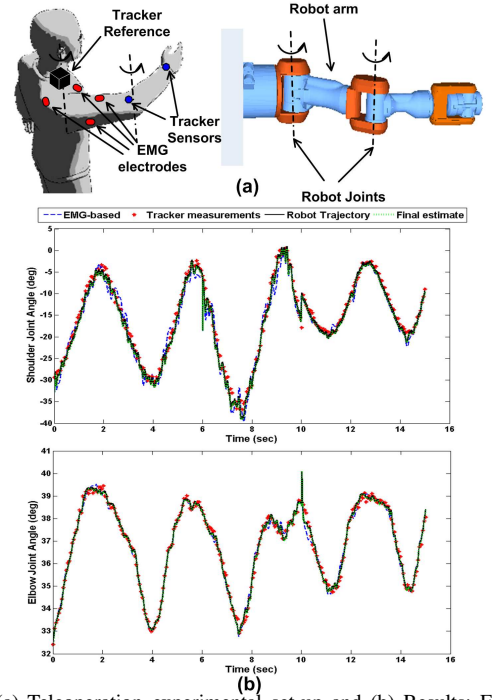 Tracker
Reference
Robot arm
Tracker
Sensors
EMG
electrodes
(a)
Robot Joints
EMG-based Tracker measurements Robot Trajectory Final estimate
Shoulder Joint Angle (deg)
5
0
-5
-10
-15
-20
-25
-30
-35
-40
0 2 4 6 8 10 12 14 16
Time (sec)
Elbow Joint Angle (deg)
41
40
39
38
37
36
35
34
33
32
0 2 4 6 8 10 12 14 16
Time (sec)
(b)
(a) Teleoperation experimental set-up and (b) Results: E